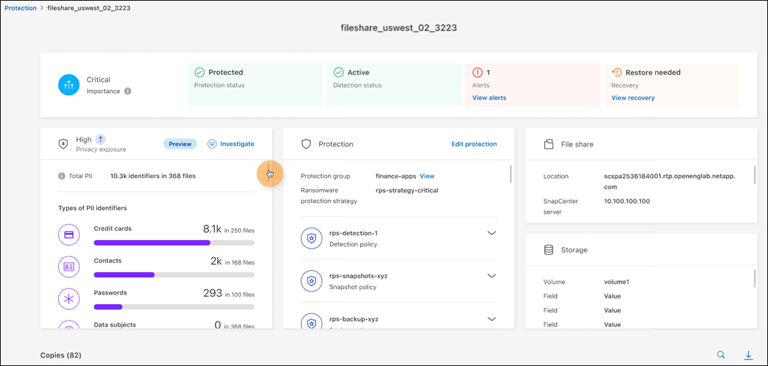 Protection > fileshare_uswest_02_3223
fileshare_uswest_02_3223
Critical
Importance
Protected
Protection status
Active
Detection status
1
Alerts
View alerts
Restore needed
Recovery
View recovery
High
Privacy exposure
Preview
Investigate
Total PII 10.3k identifiers in 368 files
Types of PII identifiers
Credit cards 8.1k in 250 files
Contacts 2k in 168 files
Passwords 293 in 100 files
Data subjects 0 in 368 files
Protection
Edit protection
Protection group finance-apps View
Ransomware protection strategy rps-strategy-critical
rps-detection-1
Detection policy
rps-snapshots-xyz
Snapshot policy
rps-backup-xyz
File share
Location scspa2536184001.rtp.openenglab.netapp.
com
SnapCenter server 10.100.100.100
Storage
Volume volume1
Field Value
Field Value
Field Value
Copies (82)